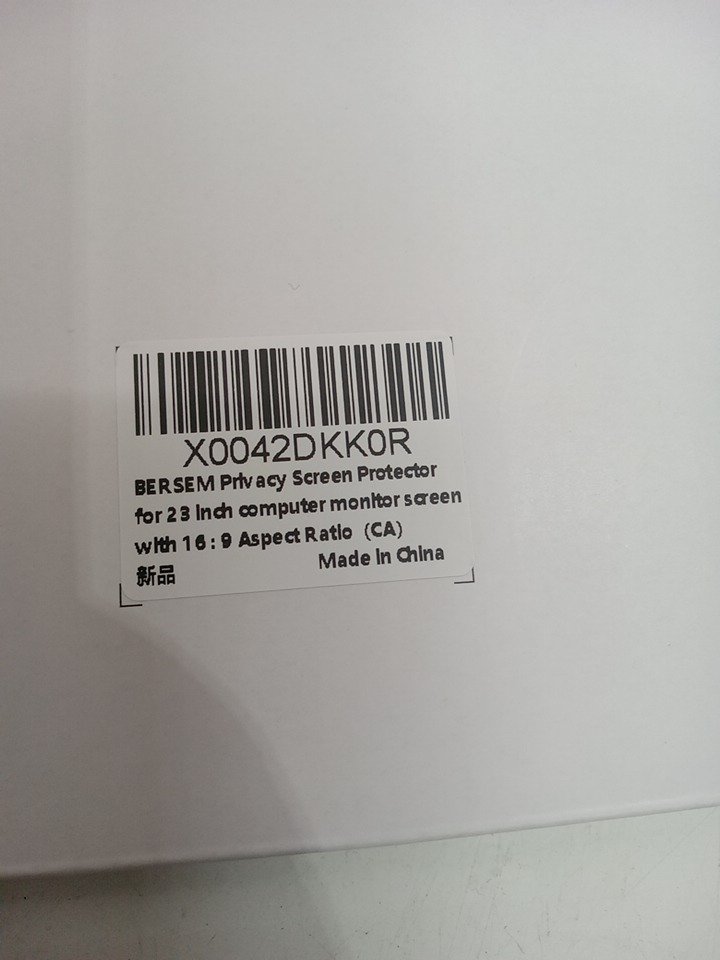 X0042DKK0R
BERSEM Privacy Screen Protector
for 23 inch computer monitor screen
with 16:9 Aspect Ratio (CA)
新品 Made in China